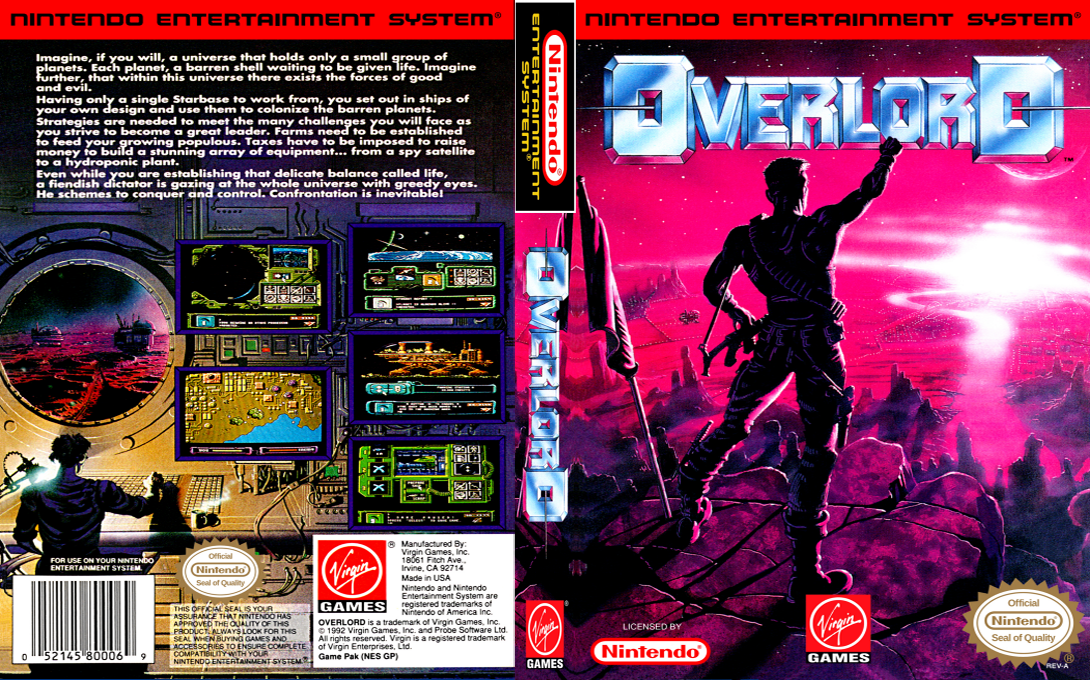 NINTENDO ENTERTAINMENT SYSTEM®
Imagine, if you will, a universe that holds only a small group of
planets. Each planet, a barren shell waiting to be given life. Imagine
further, that within this universe there exists the forces of good
and evil.
Having only a single Starbase to work from, you set out in ships of
your own design and use them to colonize the barren planets.
Strategies are needed to meet the many challenges you will face as
you strive to become a great leader. Farms need to be established
to feed your growing populous. Taxes have to be imposed to raise
money to build a stunning array of equipment... from a spy satellite
to a hydroponic plant.
Even while you are establishing that delicate balance called life,
a fiendish dictator is gazing at the whole universe with greedy eyes.
He schemes to conquer and control. Confrontation is inevitable!
FOR USE ON YOUR NINTENDO
ENTERTAINMENT SYSTEM.
0 52145 80006 9
Official
Nintendo®
Seal of Quality
THIS OFFICIAL SEAL IS YOUR
ASSURANCE THAT NINTENDO HAS
APPROVED THE QUALITY OF THIS
PRODUCT. ALWAYS LOOK FOR THIS
SEAL WHEN BUYING GAMES AND
ACCESSORIES TO ENSURE COMPLETE
COMPATIBILITY WITH YOUR
NINTENDO ENTERTAINMENT SYSTEM.®
Virgin®
GAMES
Manufactured By:
Virgin Games, Inc.
18061 Fitch Ave.,
Irvine, CA 92714
Made in USA
Nintendo and Nintendo
Entertainment System are
registered trademarks of
Nintendo of America Inc.
OVERLORD is a trademark of Virgin Games, Inc.
© 1992 Virgin Games, Inc. and Probe Software Ltd.
All rights reserved. Virgin is a registered trademark
of Virgin Enterprises, Ltd.
Game Pak (NES GP)
Nintendo®
ENTERTAINMENT
SYSTEM®
OVERLORD
Virgin®
GAMES
NINTENDO ENTERTAINMENT SYSTEM®
OVERLORD™
LICENSED BY
Nintendo®
Virgin
GAMES
Official
Nintendo®
Seal of Quality
®
REV-A